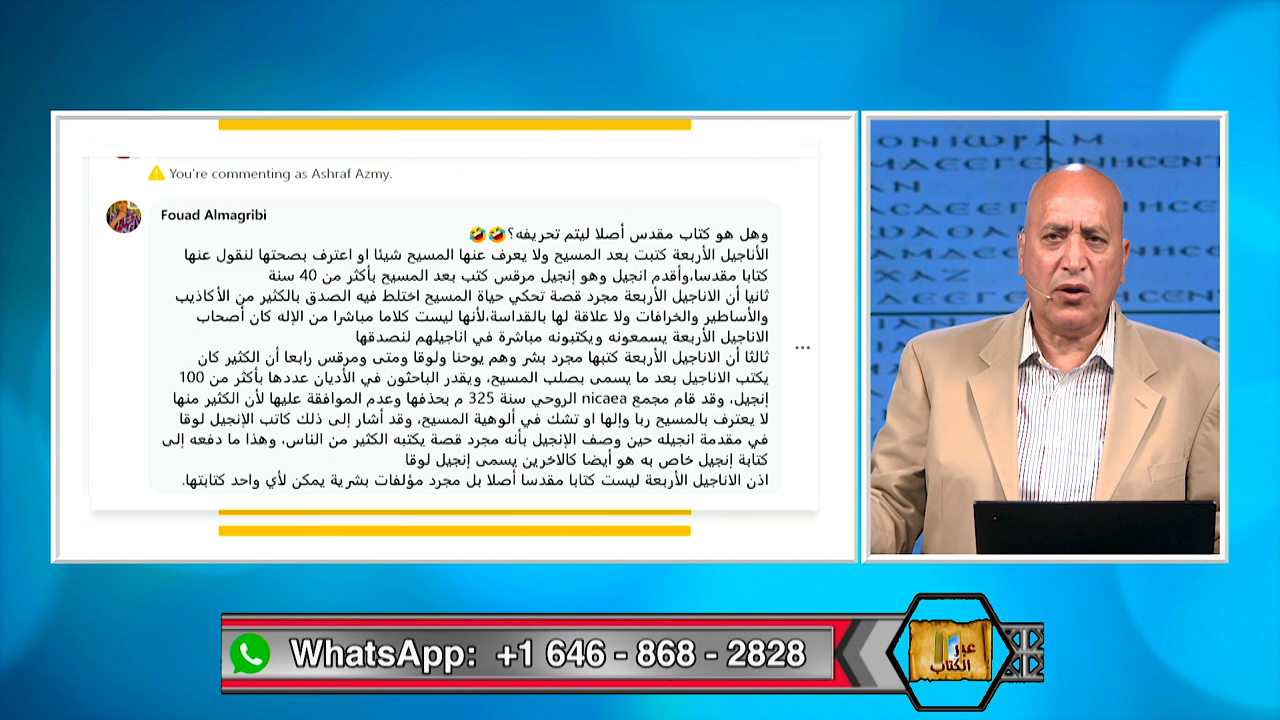 You're commenting as Ashraf Azmy.
Fouad Almagribi
وهل هو كتاب مقدس أصلا ليتم تحريفه؟🤣🤣
الأناجيل الأربعة كتبت بعد المسيح ولا يعرف عنها المسيح شيئا او اعترف بصحتها لنقول عنها
كتابا مقدسا،وأقدم انجيل وهو إنجيل مرقس كتب بعد المسيح بأكثر من 40 سنة
ثانيا أن الاناجيل الأربعة مجرد قصة تحكي حياة المسيح اختلط فيه الصدق بالكثير من الأكاذيب
والأساطير والخرافات ولا علاقة لها بالقداسة،لأنها ليست كلاما مباشرا من الإله كان أصحاب
الاناجيل الأربعة يسمعونه ويكتبونه مباشرة في اناجيلهم لنصدقها
ثالثا أن الاناجيل الأربعة كتبها مجرد بشر وهم يوحنا ولوقا ومتى ومرقس رابعا أن الكثير كان
يكتب الاناجيل بعد ما يسمى بصلب المسيح، ويقدر الباحثون في الأديان عددها بأكثر من 100
إنجيل، وقد قام مجمع nicaea الروحي سنة 325 م بحذفها وعدم الموافقة عليها لأن الكثير منها
لا يعترف بالمسيح ربا وإلها او تشك في ألوهية المسيح، وقد أشار إلى ذلك كاتب الإنجيل لوقا
في مقدمة انجيله حين وصف الإنجيل بأنه مجرد قصة يكتبه الكثير من الناس، وهذا ما دفعه إلى
كتابة إنجيل خاص به هو أيضا كالاخرين يسمى إنجيل لوقا
اذن الاناجيل الأربعة ليست كتابا مقدسا أصلا بل مجرد مؤلفات بشرية يمكن لأي واحد كتابتها.
WhatsApp: +1 646 - 868 - 2828
عبر
الكتاب